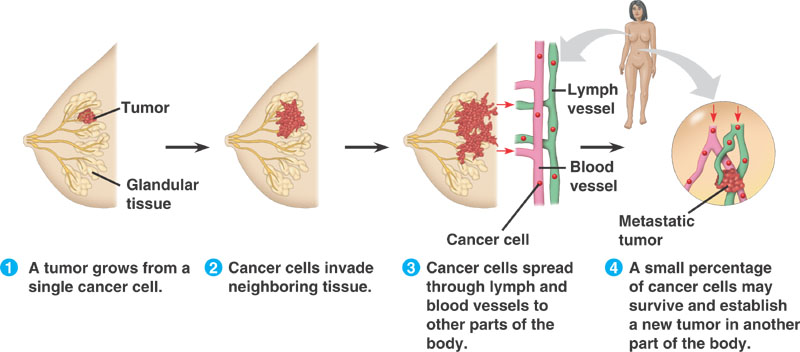 Tumor
Glandular
tissue
Lymph
vessel
Blood
vessel
Cancer cell
Metastatic
tumor
1 A tumor grows from a
single cancer cell.
2 Cancer cells invade
neighboring tissue.
3 Cancer cells spread
through lymph and
blood vessels to
other parts of the
body.
4 A small percentage
of cancer cells may
survive and establish
a new tumor in another
part of the body.